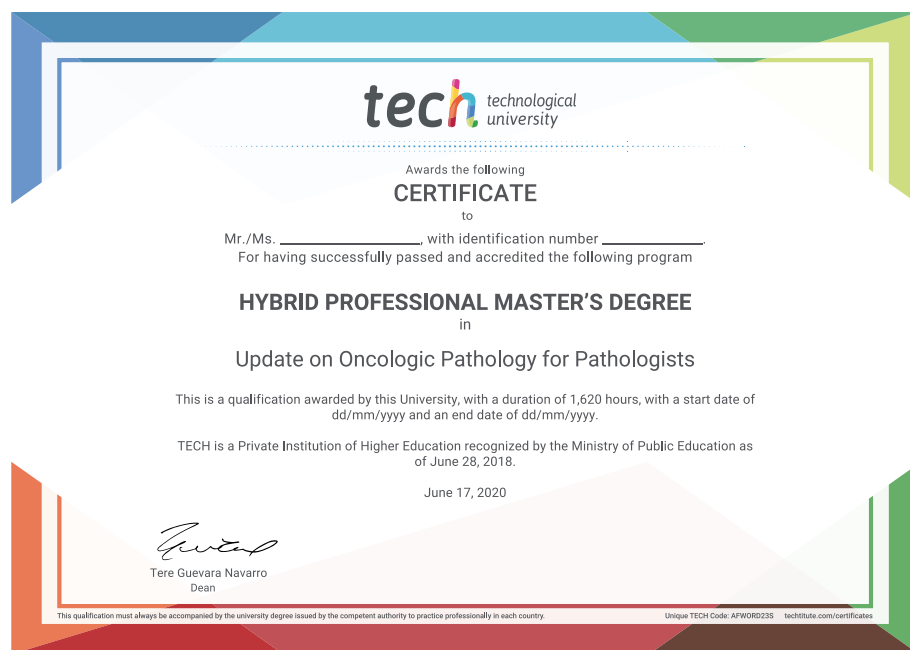 tech technological
university
Awards the following
CERTIFICATE
to
Mr./Ms. ____________________, with identification number ______________.
For having successfully passed and accredited the following program
HYBRID PROFESSIONAL MASTER'S DEGREE
in
Update on Oncologic Pathology for Pathologists
This is a qualification awarded by this University, with a duration of 1,620 hours, with a start date of
dd/mm/yyyy and an end date of dd/mm/yyyy.
TECH is a Private Institution of Higher Education recognized by the Ministry of Public Education as
of June 28, 2018.
June 17, 2020
Tere Guevara Navarro
Dean
This qualification must always be accompanied by the university degree issued by the competent authority to practice professionally in each country.
Unique TECH Code: AFWORD23S techtitute.com/certificates